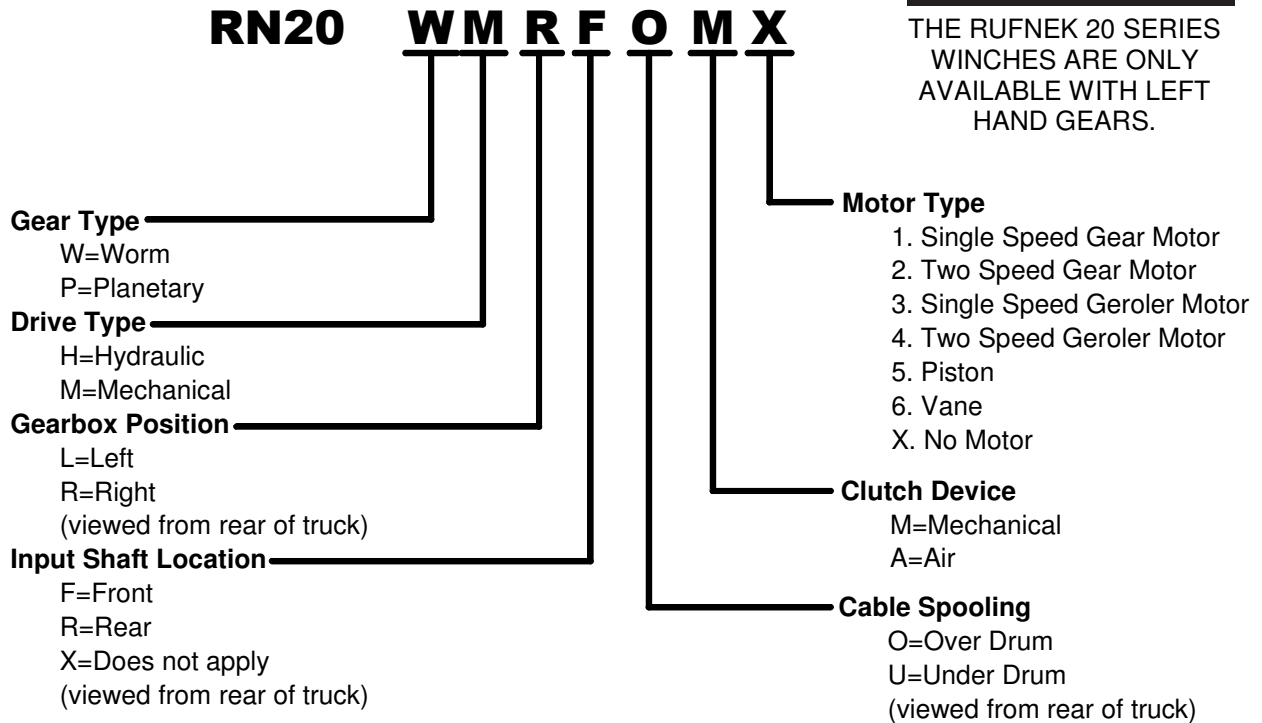 RN20 W M R F O M X
THE RUFNEK 20 SERIES
WINCHES ARE ONLY
AVAILABLE WITH LEFT
HAND GEARS.
Gear Type
W=Worm
P=Planetary
Drive Type
H=Hydraulic
M=Mechanical
Gearbox Position
L=Left
R=Right
(viewed from rear of truck)
Input Shaft Location
F=Front
R=Rear
X=Does not apply
(viewed from rear of truck)
Motor Type
1. Single Speed Gear Motor
2. Two Speed Gear Motor
3. Single Speed Geroler Motor
4. Two Speed Geroler Motor
5. Piston
6. Vane
X. No Motor
Clutch Device
M=Mechanical
A=Air
Cable Spooling
O=Over Drum
U=Under Drum
(viewed from rear of truck)